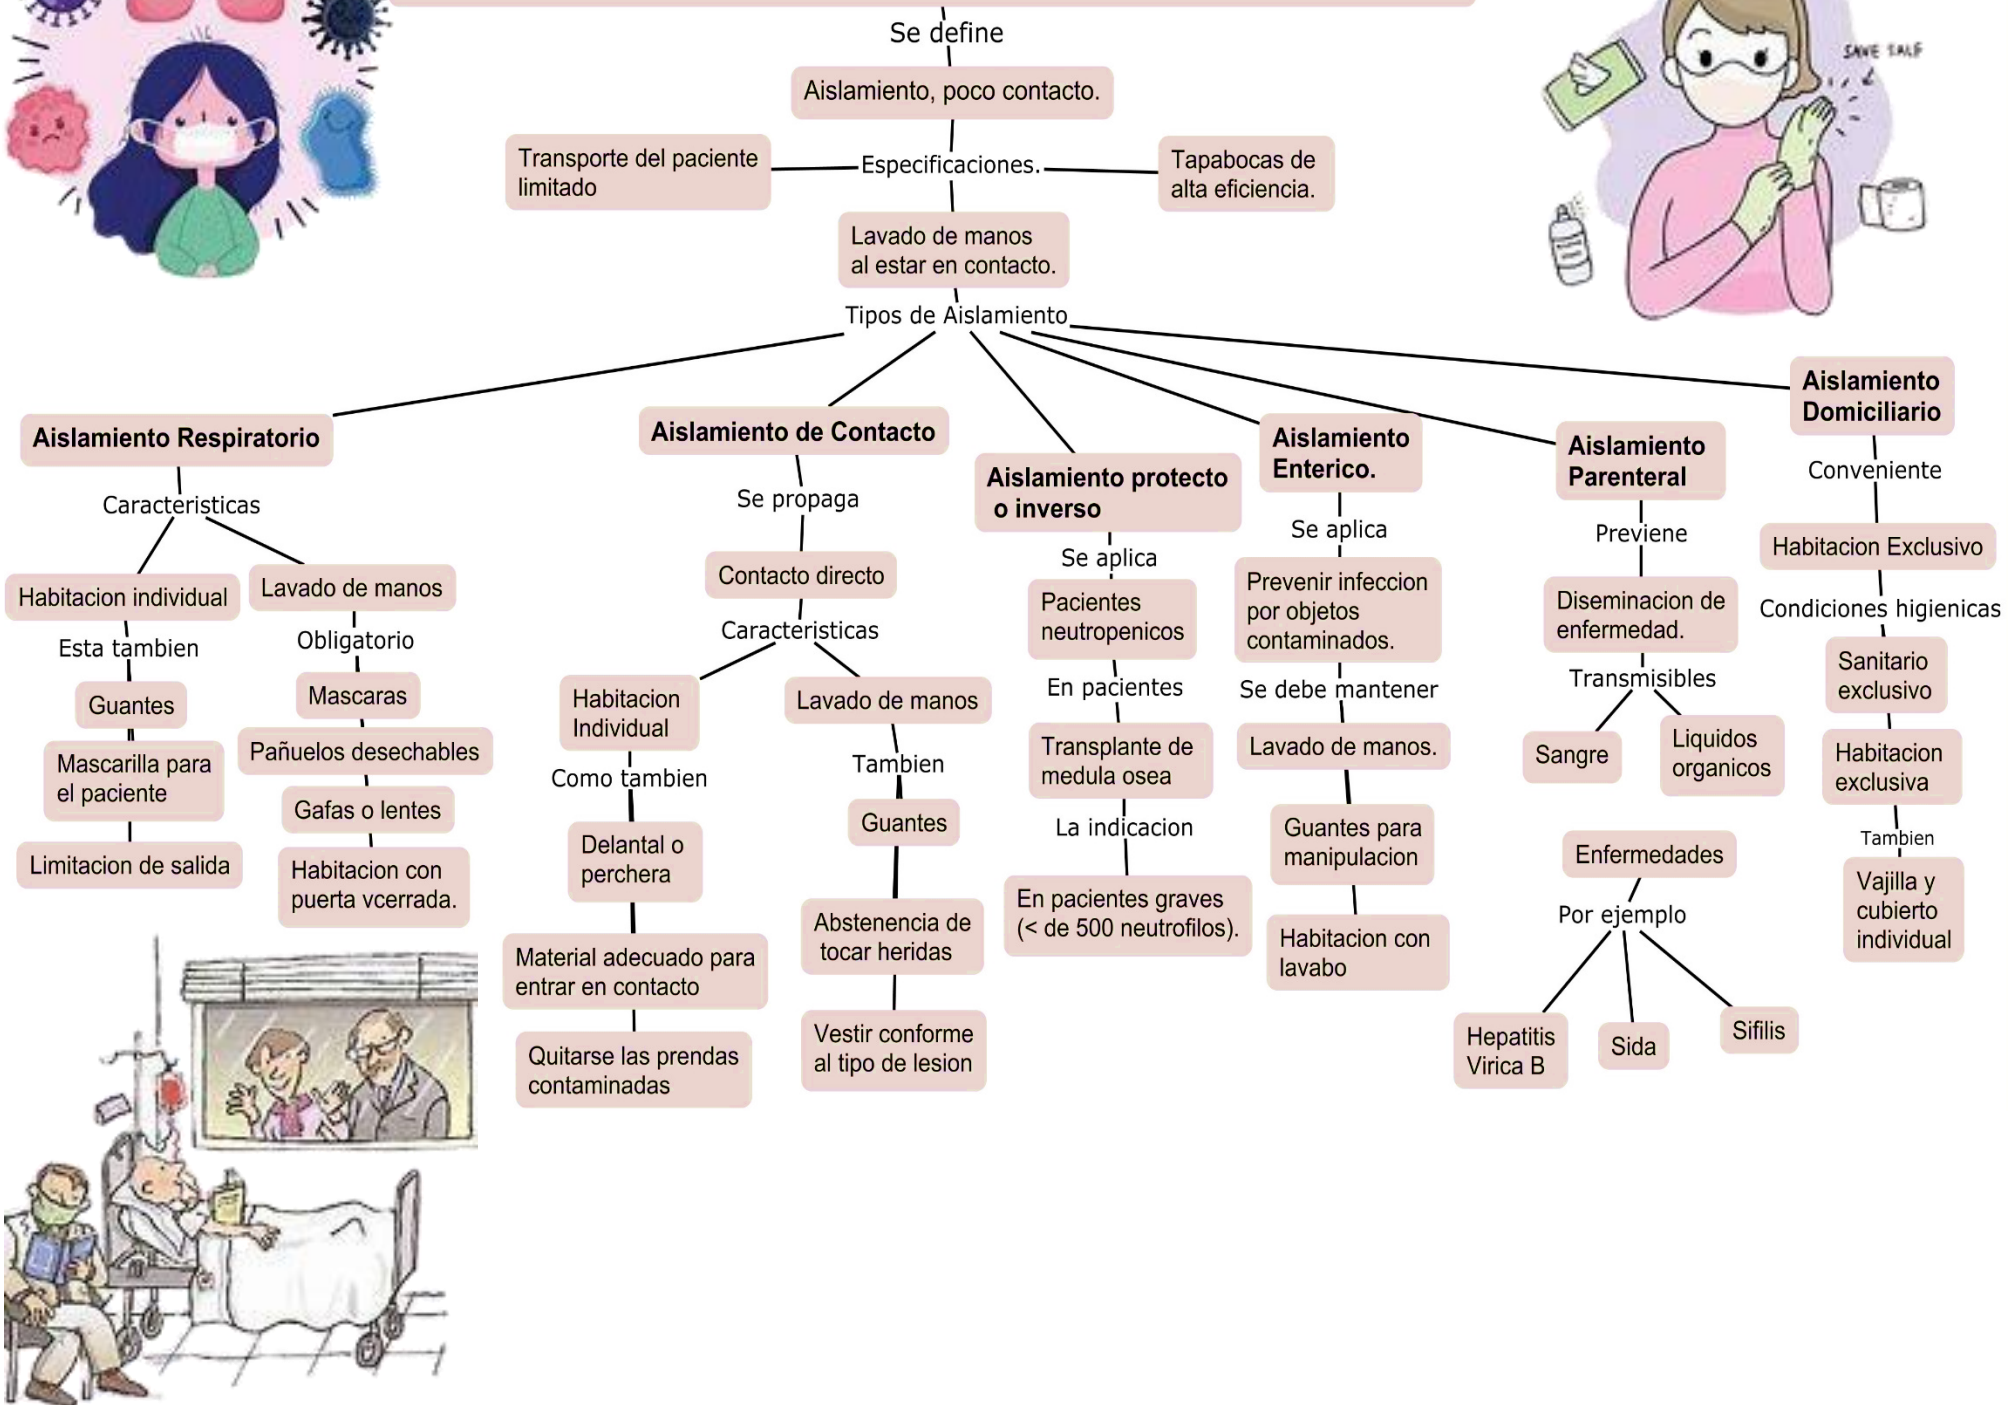 Se define
SAVE SALF
Aislamiento, poco contacto.
Transporte del paciente
limitado
Especificaciones.
Tapabocas de
alta eficiencia.
Lavado de manos
al estar en contacto.
Tipos de Aislamiento
Aislamiento Respiratorio
Caracteristicas
Habitacion individual
Esta tambien
Guantes
Mascarilla para
el paciente
Limitacion de salida
Lavado de manos
Obligatorio
Mascaras
Pañuelos desechables
Gafas o lentes
Habitacion con
puerta vcerrada.
Aislamiento de Contacto
Se propaga
Contacto directo
Caracteristicas
Habitacion
Individual
Como tambien
Delantal o
perchera
Material adecuado para
entrar en contacto
Quitarse las prendas
contaminadas
Lavado de manos
Tambien
Guantes
Abstenencia de
tocar heridas
Vestir conforme
al tipo de lesion
Aislamiento protecto
o inverso
Se aplica
Pacientes
neutropenicos
En pacientes
Transplante de
medula osea
La indicacion
En pacientes graves
(< de 500 neutrofilos).
Aislamiento
Enterico.
Se aplica
Prevenir infeccion
por objetos
contaminados.
Se debe mantener
Lavado de manos.
Guantes para
manipulacion
Habitacion con
lavabo
Aislamiento
Parenteral
Previene
Diseminacion de
enfermedad.
Transmisibles
Sangre
Liquidos
organicos
Enfermedades
Por ejemplo
Hepatitis
Virica B
Sida
Sifilis
Aislamiento
Domiciliario
Conveniente
Habitacion Exclusivo
Condiciones higienicas
Sanitario
exclusivo
Habitacion
exclusiva
Tambien
Vajilla y
cubierto
individual